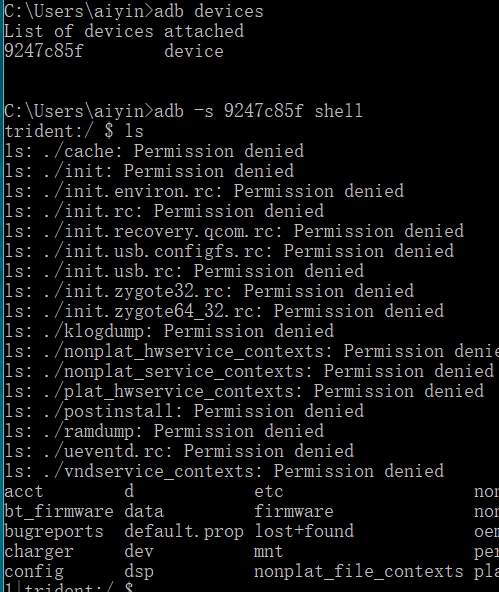 C:\Users\aiyin>adb devices
List of devices attached
9247c85f        device
C:\Users\aiyin>adb -s 9247c85f shell
trident:/ $ ls
ls: ./cache: Permission denied
ls: ./init: Permission denied
ls: ./init.environ.rc: Permission denied
ls: ./init.rc: Permission denied
ls: ./init.recovery.qcom.rc: Permission denied
ls: ./init.usb.configfs.rc: Permission denied
ls: ./init.usb.rc: Permission denied
ls: ./init.zygote32.rc: Permission denied
ls: ./init.zygote64_32.rc: Permission denied
ls: ./klogdump: Permission denied
ls: ./nonplat_hwservice_contexts: Permission denie
ls: ./nonplat_service_contexts: Permission denied
ls: ./plat_hwservice_contexts: Permission denied
ls: ./postinstall: Permission denied
ls: ./ramdump: Permission denied
ls: ./ueventd.rc: Permission denied
ls: ./vndservice_contexts: Permission denied
acct        d            etc                   non
bt_firmware data         firmware              non
bugreports  default.prop lost+found            oem
charger     dev          mnt                   per
config      dsp          nonplat_file_contexts pla
1|trident:/ $